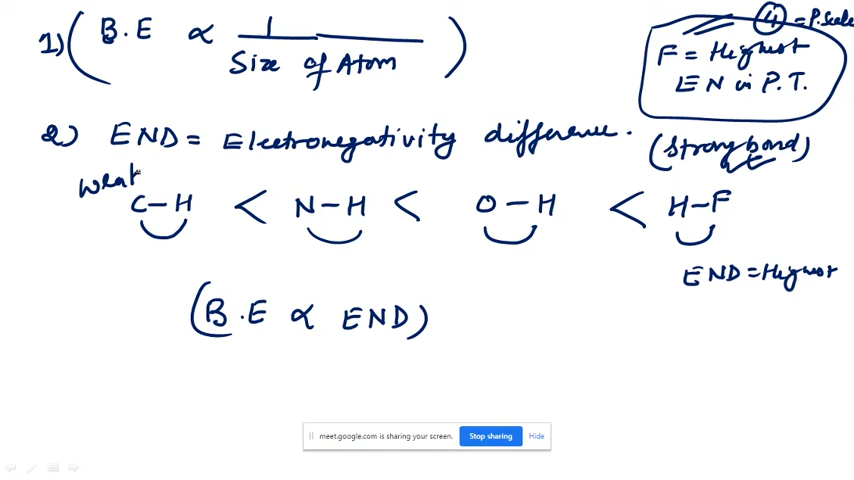 1) ( B.E ∝ 1 / Size of Atom )
④ = P. Scale
F = Highest
EN in P.T.
2) END = Electronegativity difference.
(Strong bond)
Weak
C-H < N-H < O-H < H-F
END = Highest
(B.E ∝ END)
meet.google.com is sharing your screen. Stop sharing Hide